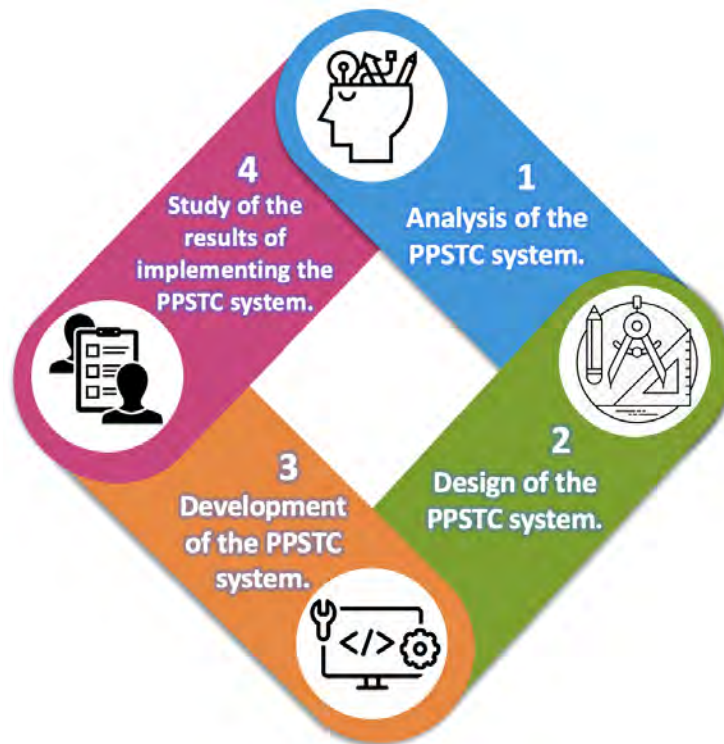 1
Analysis of the
PPSTC system.
2
Design of the
PPSTC system.
3
Development
of the PPSTC
system.
4
Study of the
results of
implementing the
PPSTC system.